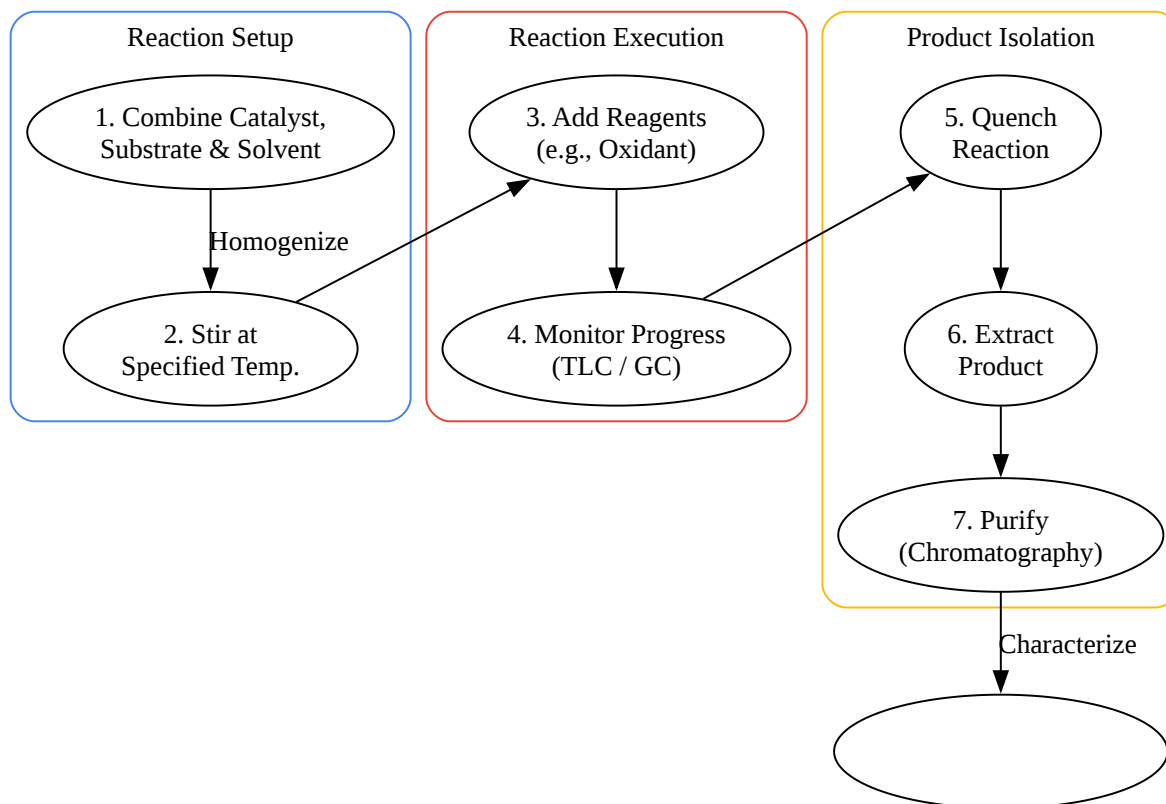 Reaction Setup
1. Combine Catalyst,
Substrate & Solvent
Homogenize
2. Stir at
Specified Temp.
Reaction Execution
3. Add Reagents
(e.g., Oxidant)
4. Monitor Progress
(TLC / GC)
Product Isolation
5. Quench
Reaction
6. Extract
Product
7. Purify
(Chromatography)
Characterize